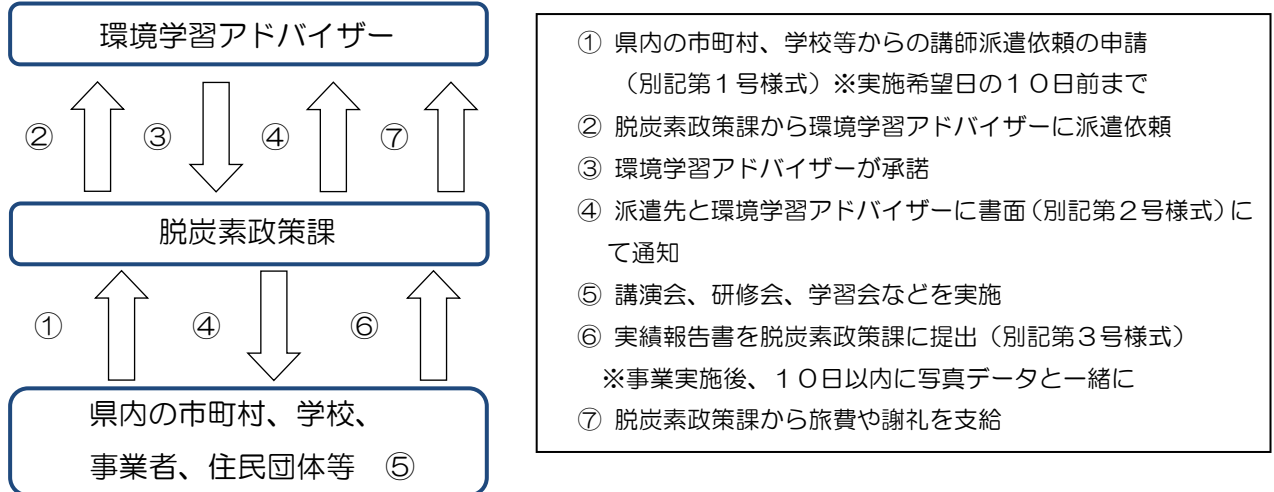 環境学習アドバイザー
② ③ ④ ⑦
脱炭素政策課
① ④ ⑥
県内の市町村、学校、
事業者、住民団体等 ⑤
① 県内の市町村、学校等からの講師派遣依頼の申請
（別記第１号様式）※実施希望日の１０日前まで
② 脱炭素政策課から環境学習アドバイザーに派遣依頼
③ 環境学習アドバイザーが承諾
④ 派遣先と環境学習アドバイザーに書面（別記第２号様式）に
て通知
⑤ 講演会、研修会、学習会などを実施
⑥ 実績報告書を脱炭素政策課に提出（別記第３号様式）
※事業実施後、１０日以内に写真データと一緒に
⑦ 脱炭素政策課から旅費や謝礼を支給